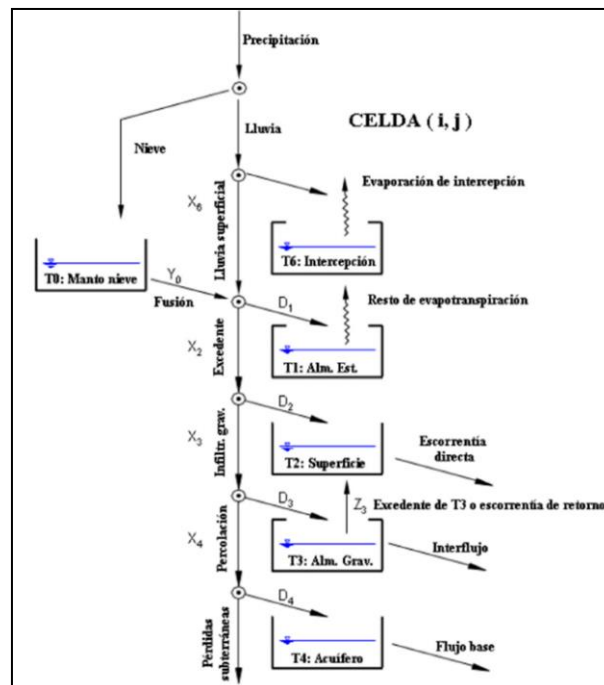 Precipitación
CELDA ( i, j )
Lluvia
Nieve
Evaporación de intercepción
X6
Lluvia superficial
T6: Intercepción
T0: Manto nieve
Y0
Fusión
D1
Resto de evapotranspiración
X2
Excedente
T1: Alm. Est.
D2
X3
Infiltr. grav.
T2: Superficie
Escorrentía
directa
D3
Z3
Excedente de T3 o escorrentía de retorno
X4
Percolación
T3: Alm. Grav.
Interflujo
D4
Pérdidas
subterráneas
T4: Acuífero
Flujo base